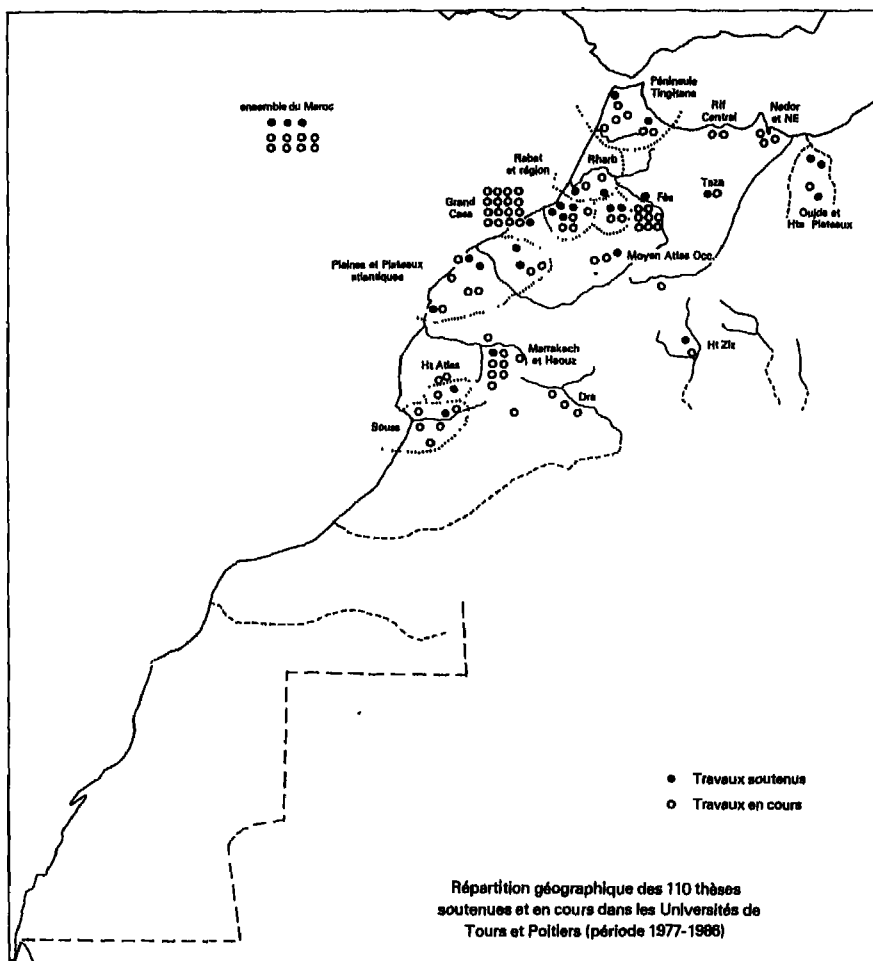 ensemble du Maroc
Péninsule
Tingitane
Rif
Central
Nador
et NE
Rabat
et région
Rharb
Grand
Casa
Fès
Taza
Oujda et
Hts Plateaux
Plaines et Plateaux
atlantiques
Moyen Atlas Occ.
Ht Ziz
Marrakech
et Haouz
Ht Atlas
Dra
Souss
Travaux soutenus
Travaux en cours
Répartition géographique des 110 thèses
soutenues et en cours dans les Universités de
Tours et Poitiers (période 1977-1986)